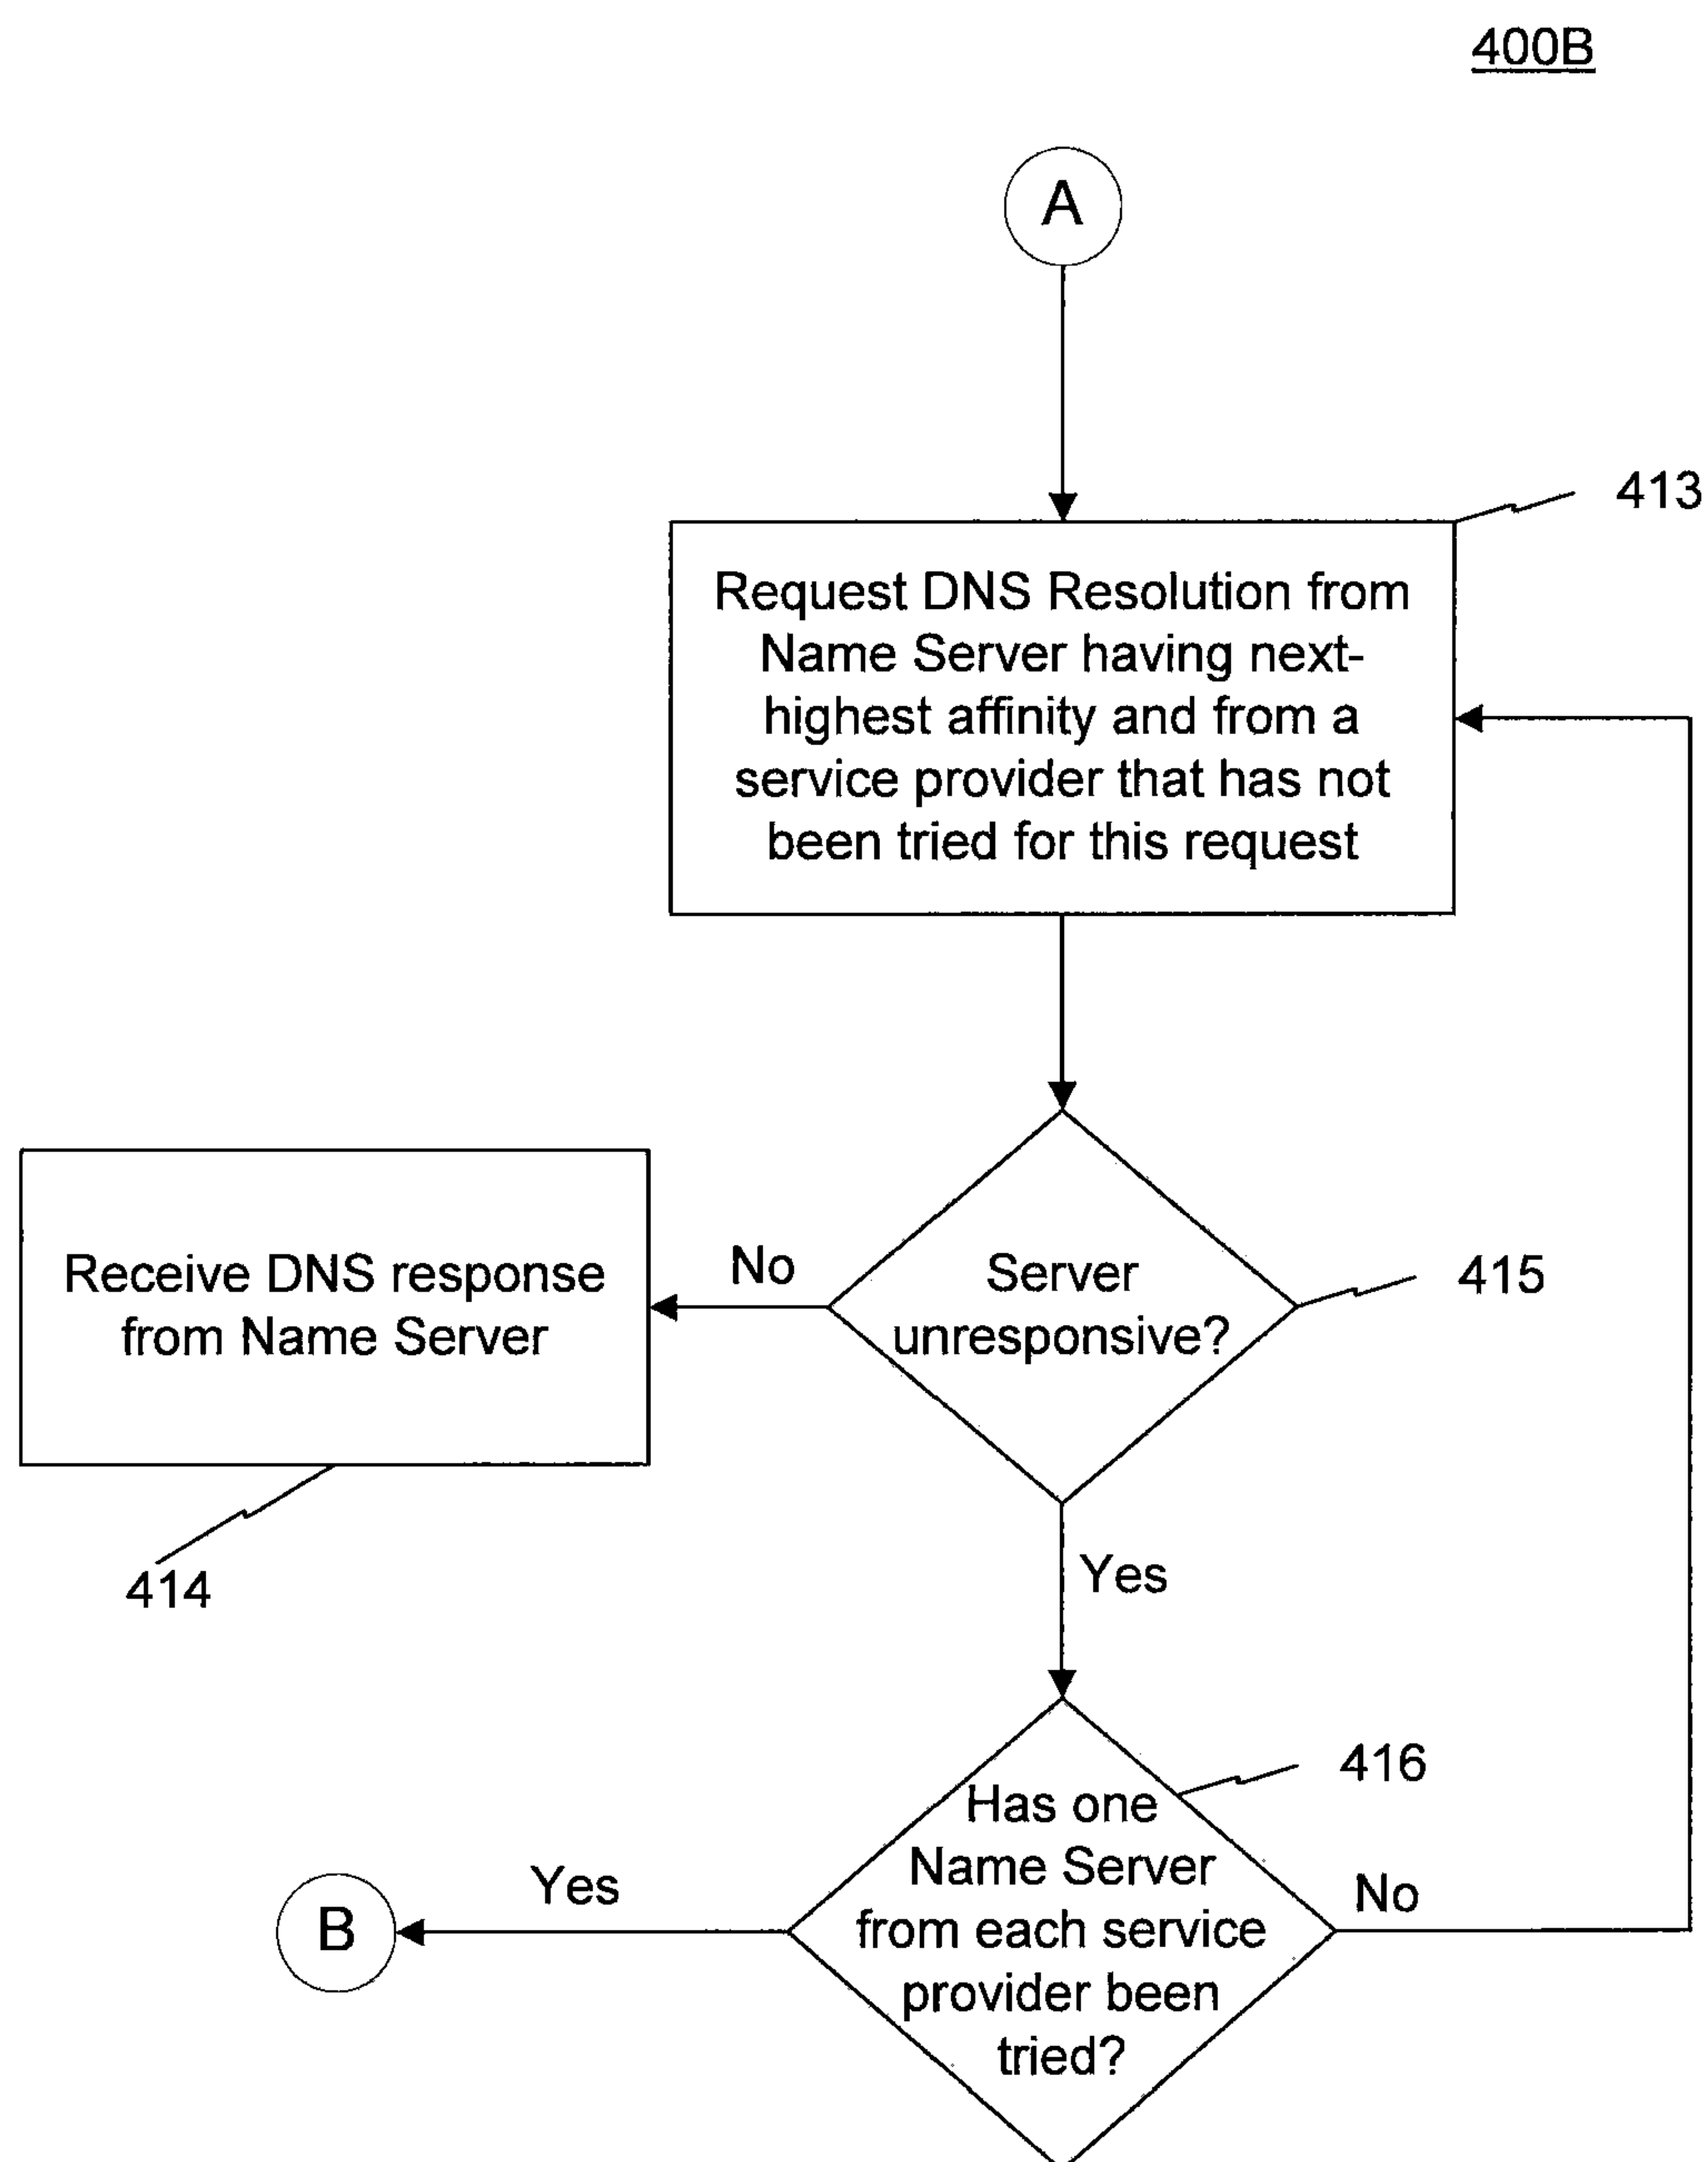 400B
A
413
Request DNS Resolution from
Name Server having next-
highest affinity and from a
service provider that has not
been tried for this request
Receive DNS response
from Name Server
No
Server
unresponsive?
415
414
Yes
416
Has one
Name Server
from each service
provider been
tried?
Yes
No
B